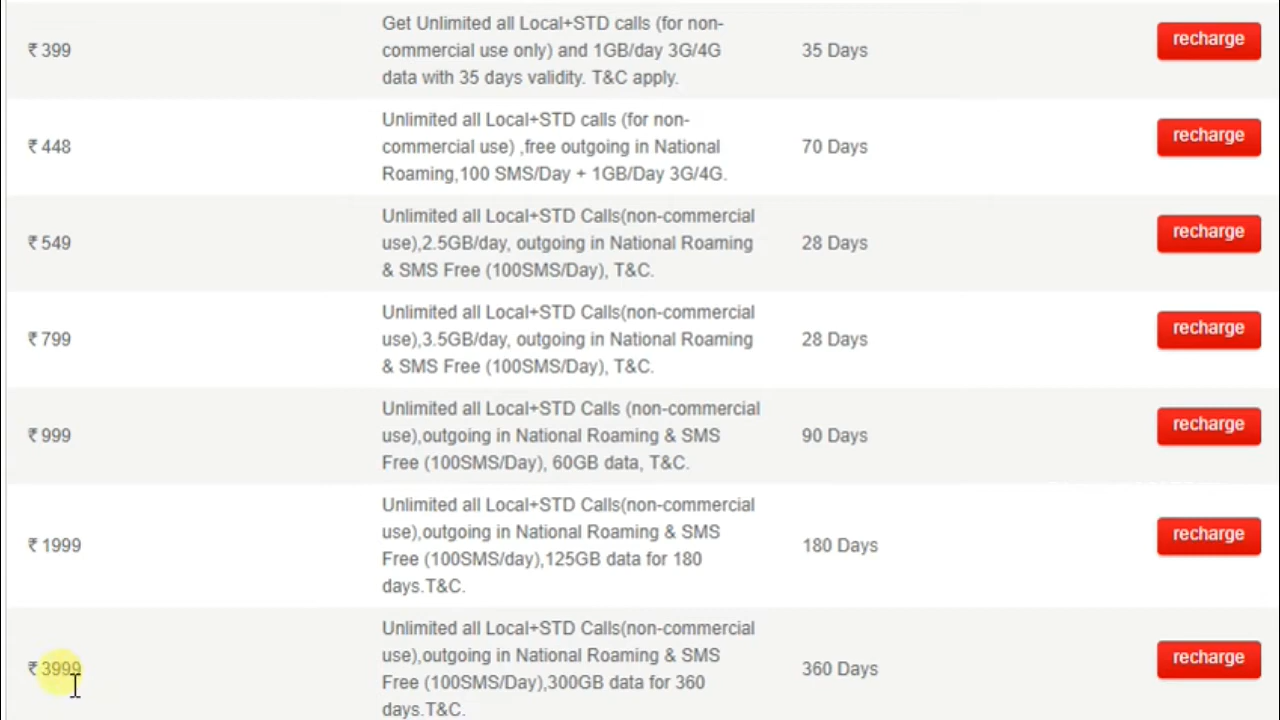 ₹ 399
Get Unlimited all Local+STD calls (for non-
commercial use only) and 1GB/day 3G/4G
data with 35 days validity. T&C apply.
35 Days
recharge
₹ 448
Unlimited all Local+STD calls (for non-
commercial use) ,free outgoing in National
Roaming,100 SMS/Day + 1GB/Day 3G/4G.
70 Days
recharge
₹ 549
Unlimited all Local+STD Calls(non-commercial
use),2.5GB/day, outgoing in National Roaming
& SMS Free (100SMS/Day), T&C.
28 Days
recharge
₹ 799
Unlimited all Local+STD Calls(non-commercial
use),3.5GB/day, outgoing in National Roaming
& SMS Free (100SMS/Day), T&C.
28 Days
recharge
₹ 999
Unlimited all Local+STD Calls (non-commercial
use),outgoing in National Roaming & SMS
Free (100SMS/Day), 60GB data, T&C.
90 Days
recharge
₹ 1999
Unlimited all Local+STD Calls(non-commercial
use),outgoing in National Roaming & SMS
Free (100SMS/day),125GB data for 180
days.T&C.
180 Days
recharge
₹ 3999
Unlimited all Local+STD Calls(non-commercial
use),outgoing in National Roaming & SMS
Free (100SMS/Day),300GB data for 360
days.T&C.
360 Days
recharge